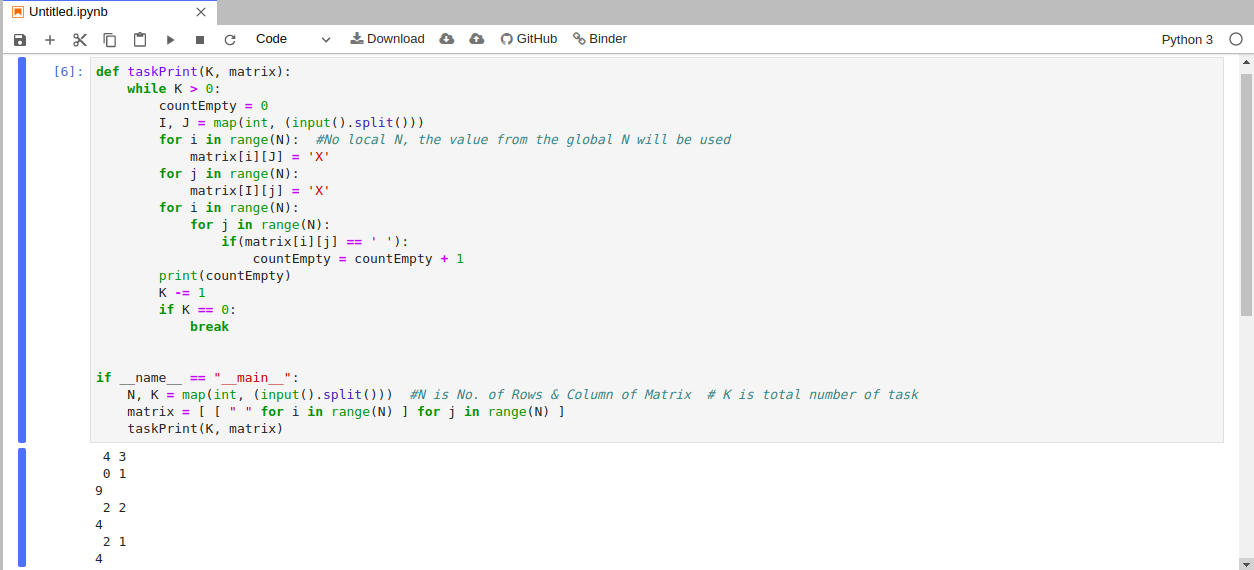 Untitled.ipynb
Code Download GitHub Binder Python 3
[6]: def taskPrint(K, matrix):
    while K > 0:
        countEmpty = 0
        I, J = map(int, (input().split()))
        for i in range(N):  #No local N, the value from the global N will be used
            matrix[i][J] = 'X'
        for j in range(N):
            matrix[I][j] = 'X'
        for i in range(N):
            for j in range(N):
                if(matrix[i][j] == ' '):
                    countEmpty = countEmpty + 1
        print(countEmpty)
        K -= 1
        if K == 0:
            break
if __name__ == "__main__":
    N, K = map(int, (input().split()))  #N is No. of Rows & Column of Matrix  # K is total number of task
    matrix = [ [ " " for i in range(N) ] for j in range(N) ]
    taskPrint(K, matrix)
4 3
0 1
9
2 2
4
2 1
4